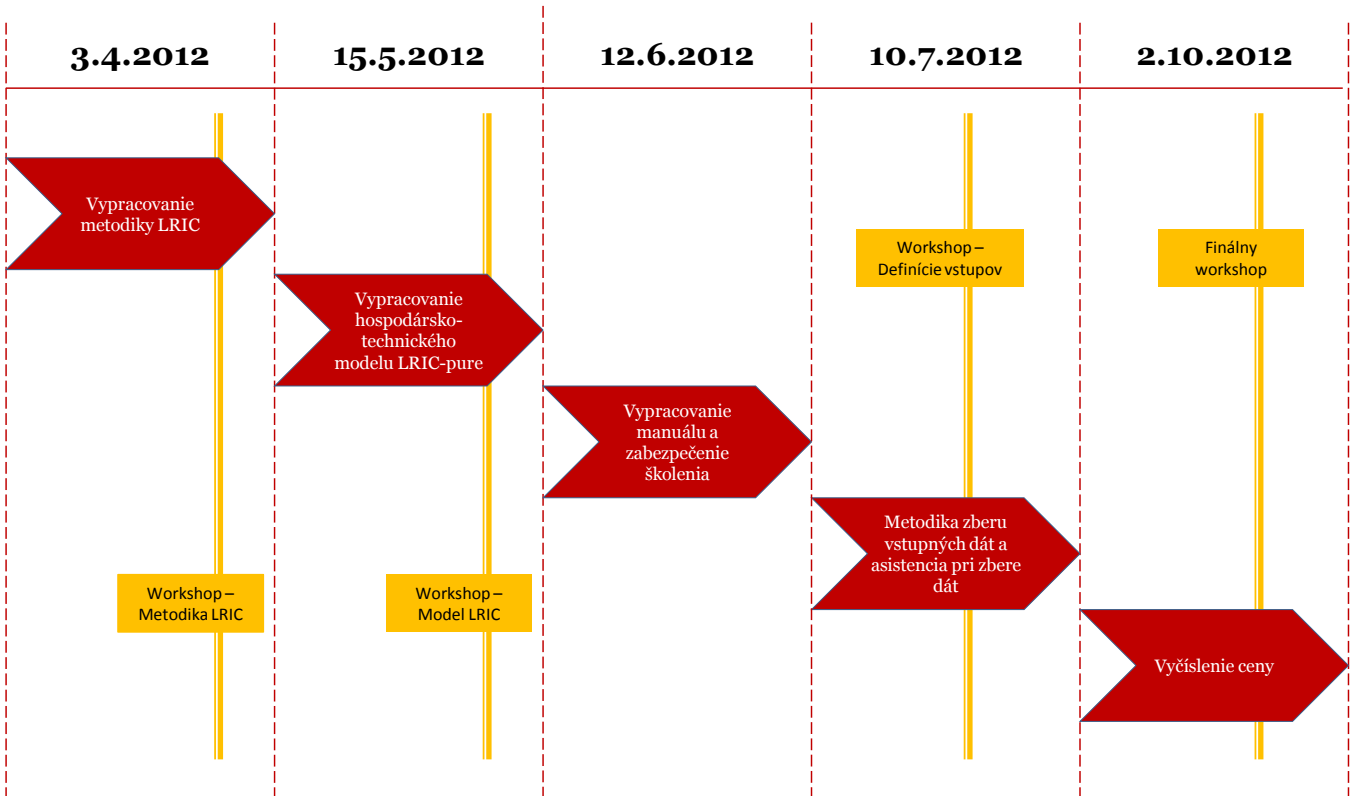 3.4.2012
15.5.2012
12.6.2012
10.7.2012
2.10.2012
Vypracovanie
metodiky LRIC
Workshop –
Definície vstupov
Finálny
workshop
Vypracovanie
hospodársko-
technického
modelu LRIC-pure
Vypracovanie
manuálu a
zabezpečenie
školenia
Metodika zberu
vstupných dát a
asistencia pri zbere
dát
Workshop –
Metodika LRIC
Workshop –
Model LRIC
Vyčíslenie ceny